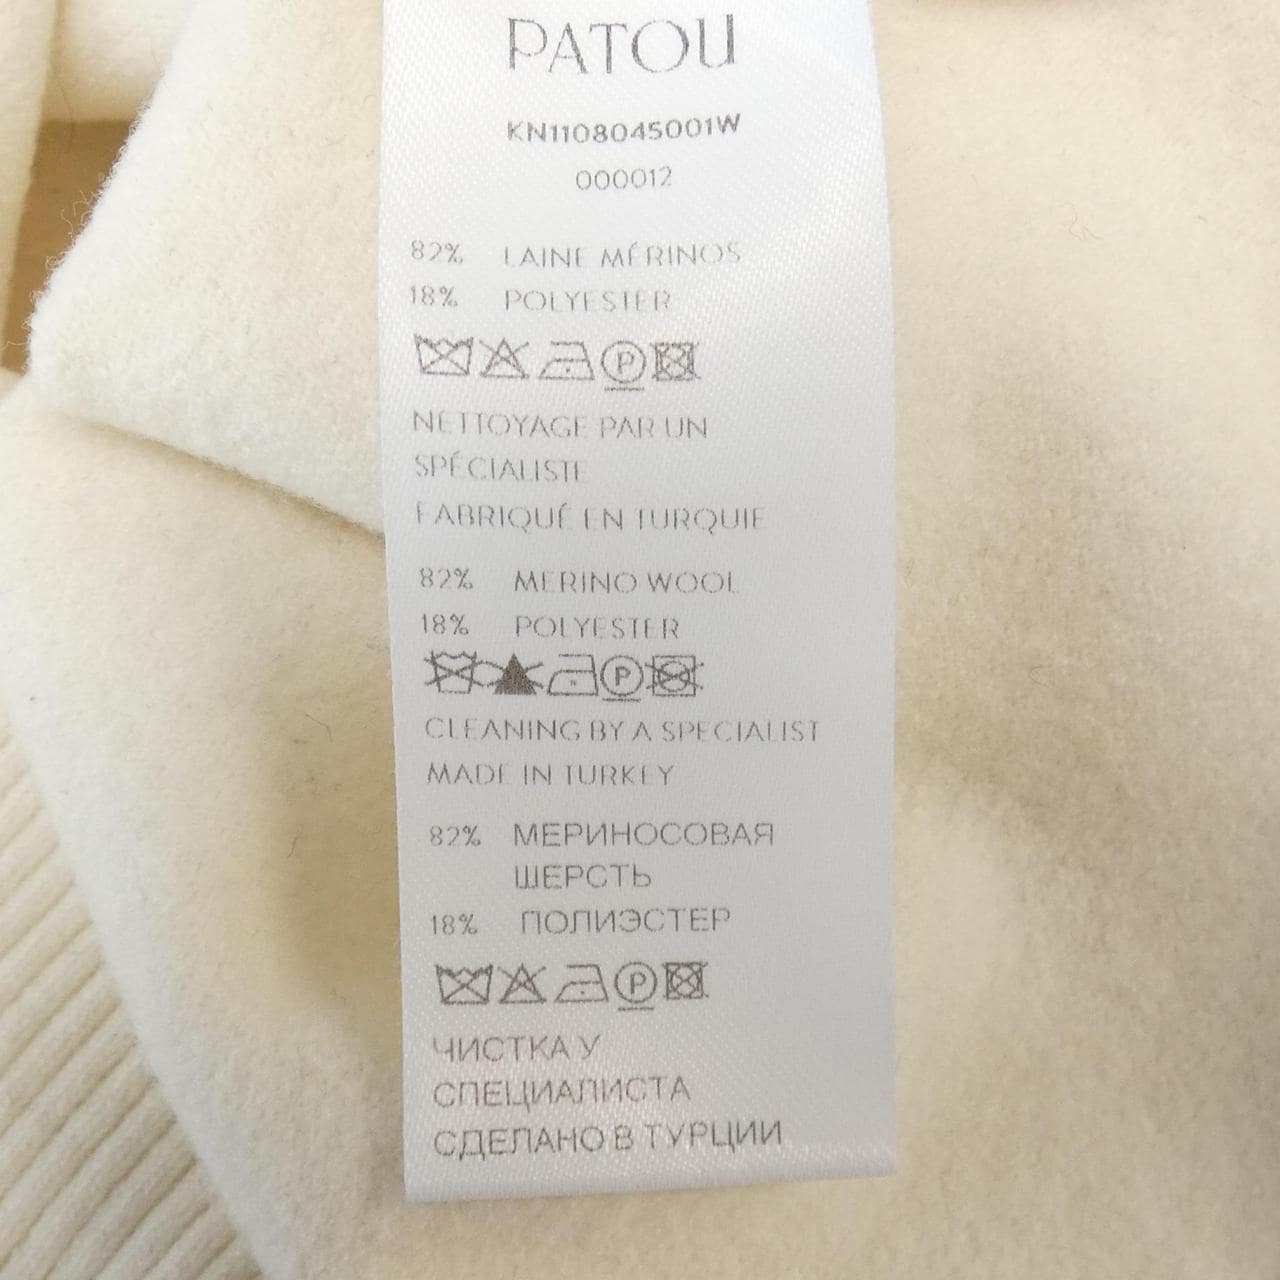 PATOU
KN1108045001W
000012
82% LAINE MÉRINOS
18% POLYESTER
P
NETTOYAGE PAR UN
SPÉCIALISTE
FABRIQUÉ EN TURQUIE
82% MERINO WOOL
18% POLYESTER
P
CLEANING BY A SPECIALIST
MADE IN TURKEY
82% МЕРИНОСОВАЯ
ШЕРСТЬ
18% ПОЛИЭСТЕР
P
ЧИСТКА У
СПЕЦИАЛИСТА
СДЕЛАНО В ТУРЦИИ